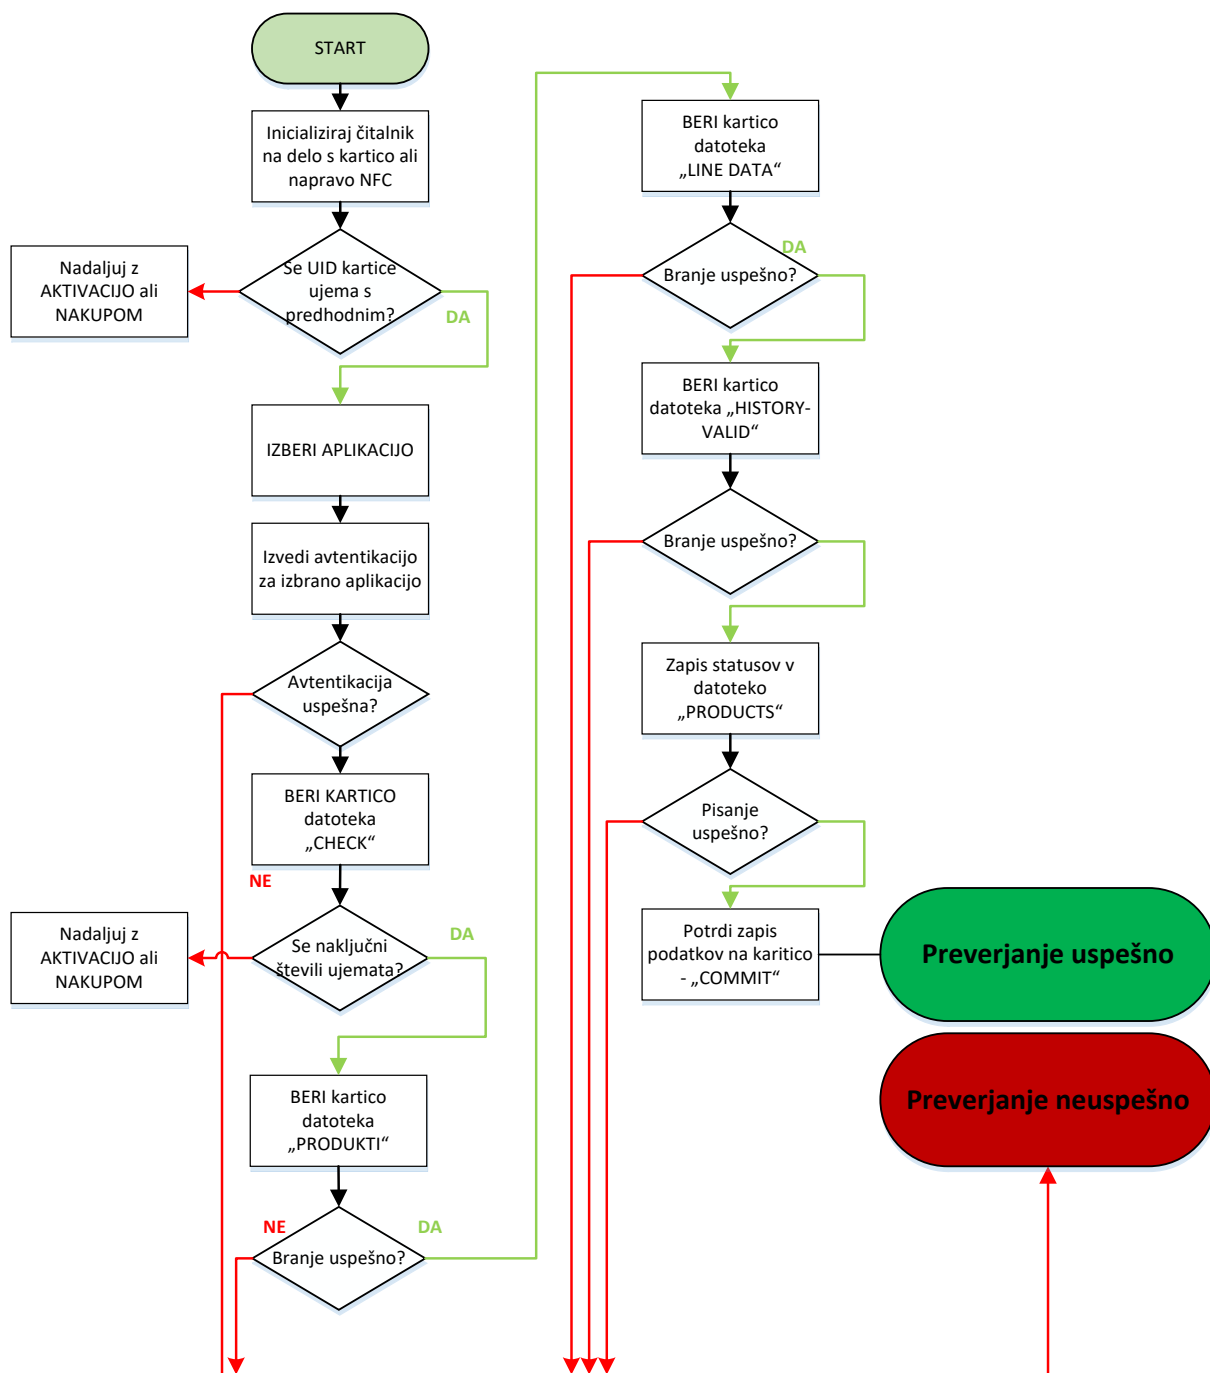 START
Inicializiraj čitalnik
na delo s kartico ali
napravo NFC
Se UID kartice
ujema s
predhodnim?
Nadaljuj z
AKTIVACIJO ali
NAKUPOM
DA
IZBERI APLIKACIJO
Izvedi avtentikacijo
za izbrano aplikacijo
Avtentikacija
uspešna?
BERI KARTICO
datoteka
„CHECK“
NE
Se naključni
števili ujemata?
DA
Nadaljuj z
AKTIVACIJO ali
NAKUPOM
BERI kartico
datoteka
„PRODUKTI“
NE
DA
Branje uspešno?
BERI kartico
datoteka
„LINE DATA“
DA
Branje uspešno?
BERI kartico
datoteka „HISTORY-
VALID“
Branje uspešno?
Zapis statusov v
datoteko
„PRODUCTS“
Pisanje
uspešno?
Potrdi zapis
podatkov na karitico
- „COMMIT“
Preverjanje uspešno
Preverjanje neuspešno